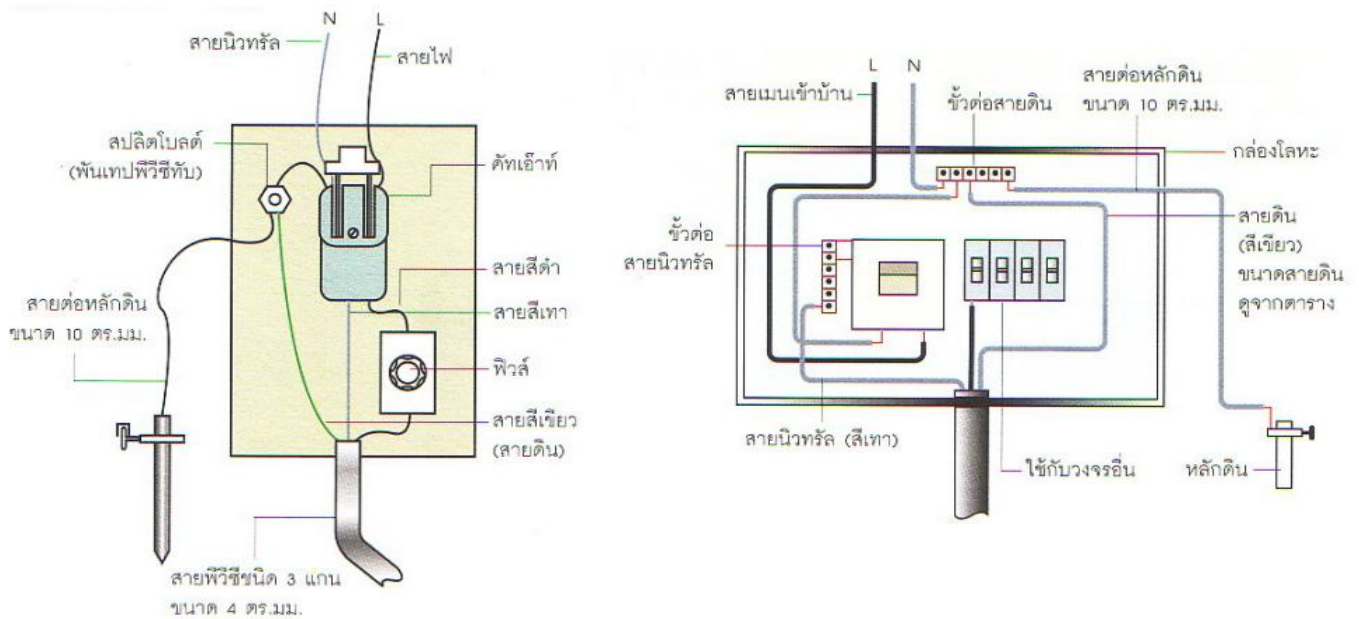 N L
สายนิวทรัล
สายไฟ
สปลิตโบลต์
(พันเทปพีวีซีทับ)
คัทเอ๊าท์
สายสีดำ
สายสีเทา
สายต่อหลักดิน
ขนาด 10 ตร.มม.
ฟิวส์
สายสีเขียว
(สายดิน)
สายพีวีซีชนิด 3 แกน
ขนาด 4 ตร.มม.
L N
สายเมนเข้าบ้าน
ขั้วต่อสายดิน
สายต่อหลักดิน
ขนาด 10 ตร.มม.
กล่องโลหะ
ขั้วต่อ
สายนิวทรัล
สายดิน
(สีเขียว)
ขนาดสายดิน
ดูจากตาราง
สายนิวทรัล (สีเทา)
ใช้กับวงจรอื่น
หลักดิน